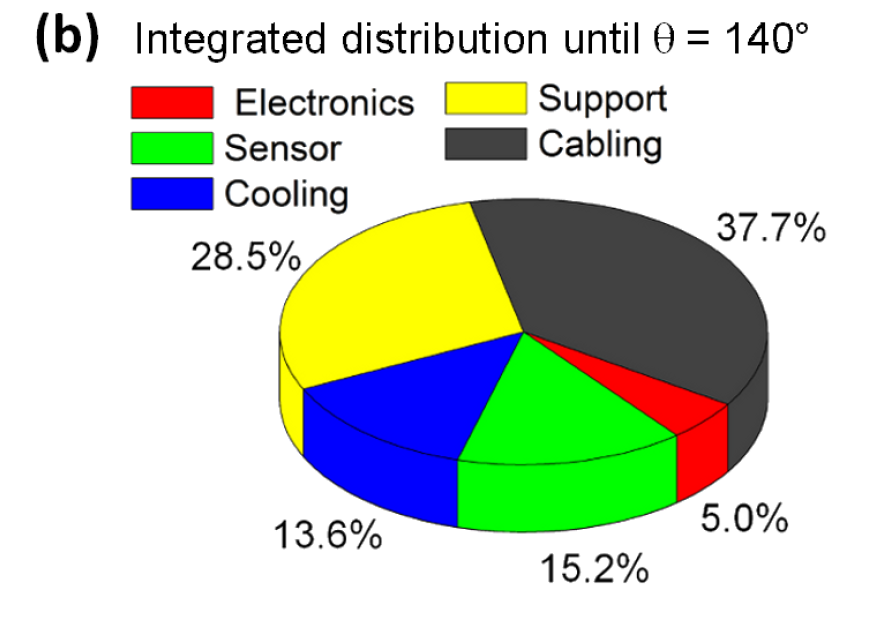 (b) Integrated distribution until θ = 140°
Electronics
Support
Sensor
Cabling
Cooling
37.7%
28.5%
5.0%
13.6%
15.2%